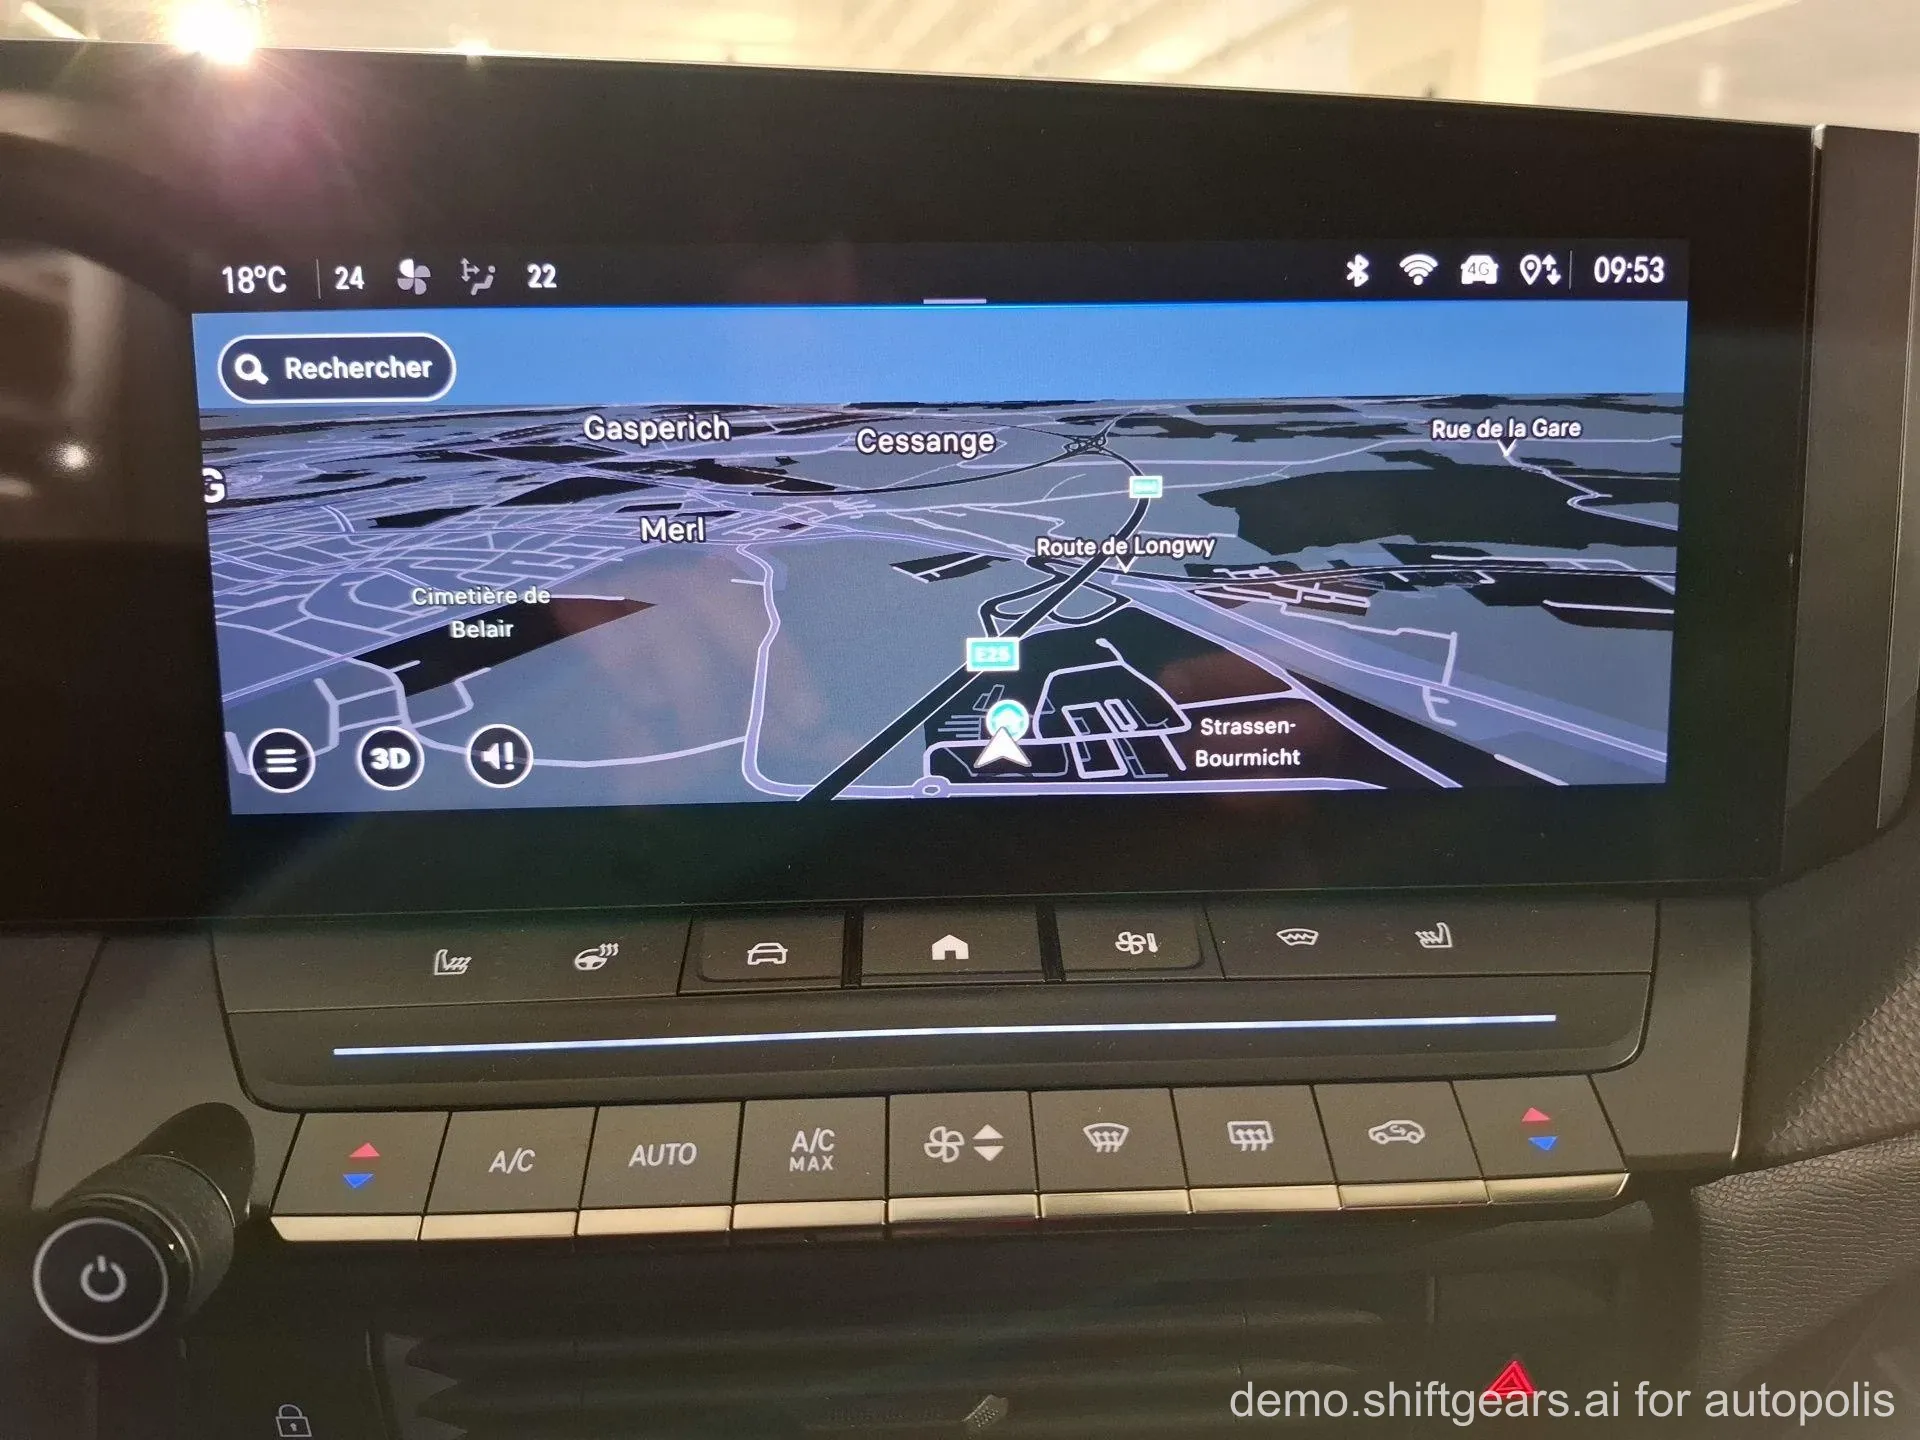 18°C 24 22 4G 09:53
Rechercher
Gasperich
Cessange
Rue de la Gare
G
Merl
Route de Longwy
Cimetière de
Belair
E25
Strassen-
Bourmicht
3D
A/C
AUTO
A/C
MAX
demo.shiftgears.ai for autopolis